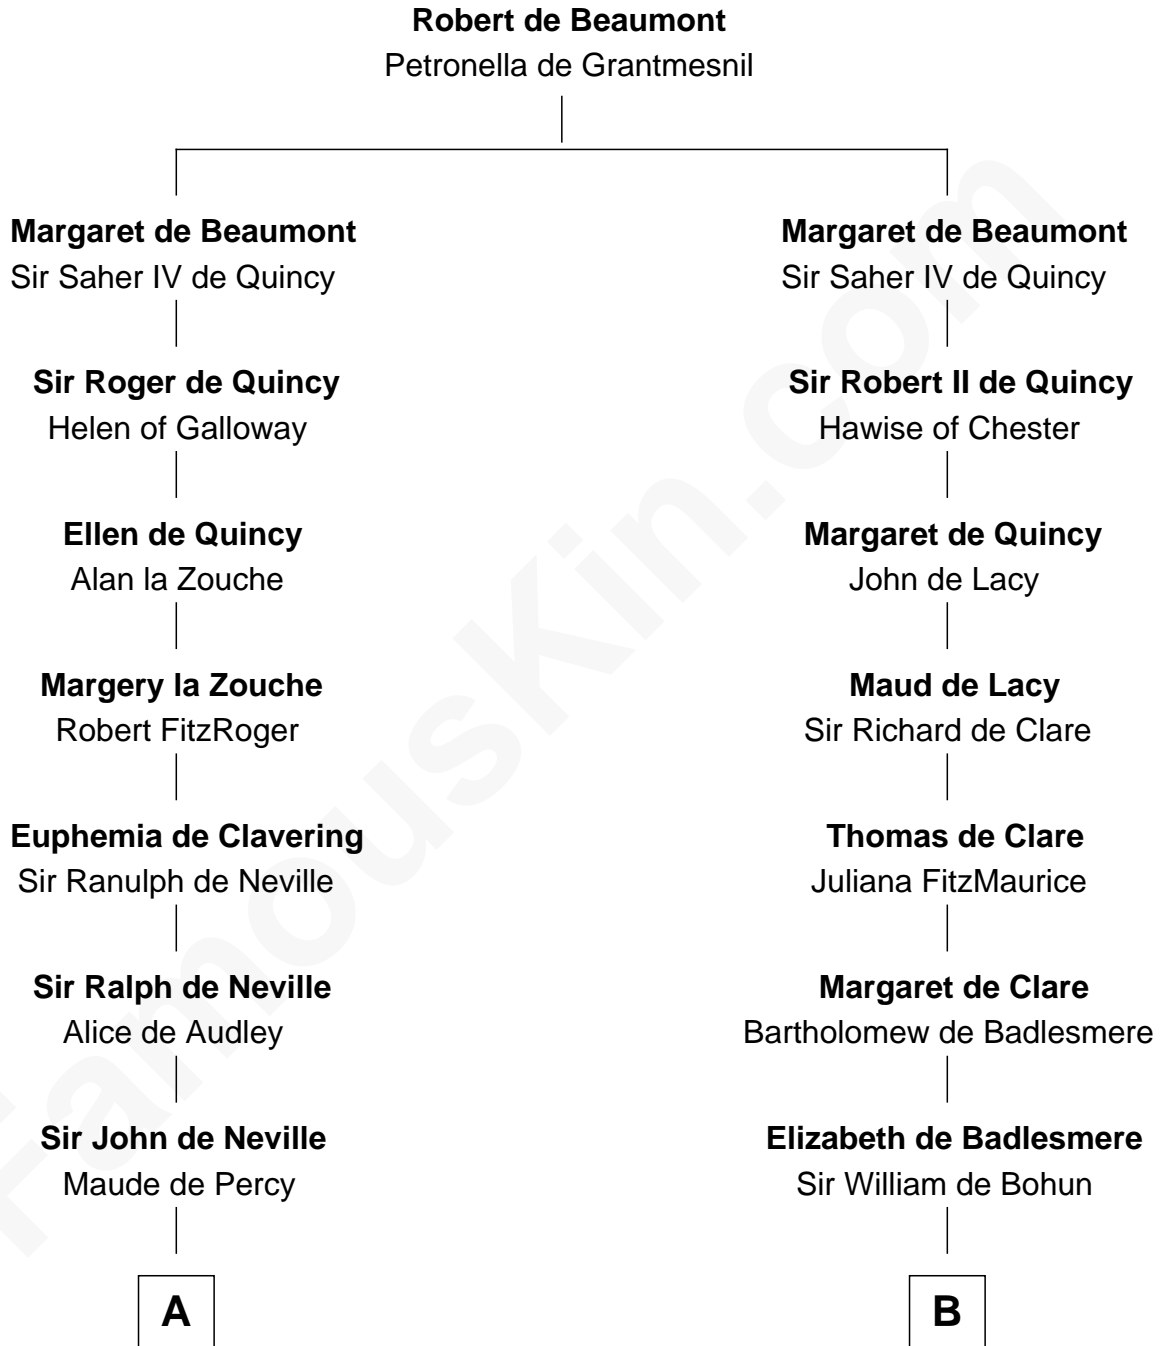 Robert de Beaumont
Petronella de Grantmesnil
Margaret de Beaumont
Sir Saher IV de Quincy
Sir Roger de Quincy
Helen of Galloway
Ellen de Quincy
Alan la Zouche
Margery la Zouche
Robert FitzRoger
Euphemia de Clavering
Sir Ranulph de Neville
Sir Ralph de Neville
Alice de Audley
Sir John de Neville
Maude de Percy
A
Margaret de Beaumont
Sir Saher IV de Quincy
Sir Robert II de Quincy
Hawise of Chester
Margaret de Quincy
John de Lacy
Maud de Lacy
Sir Richard de Clare
Thomas de Clare
Juliana FitzMaurice
Margaret de Clare
Bartholomew de Badlesmere
Elizabeth de Badlesmere
Sir William de Bohun
B
FamousKin.com